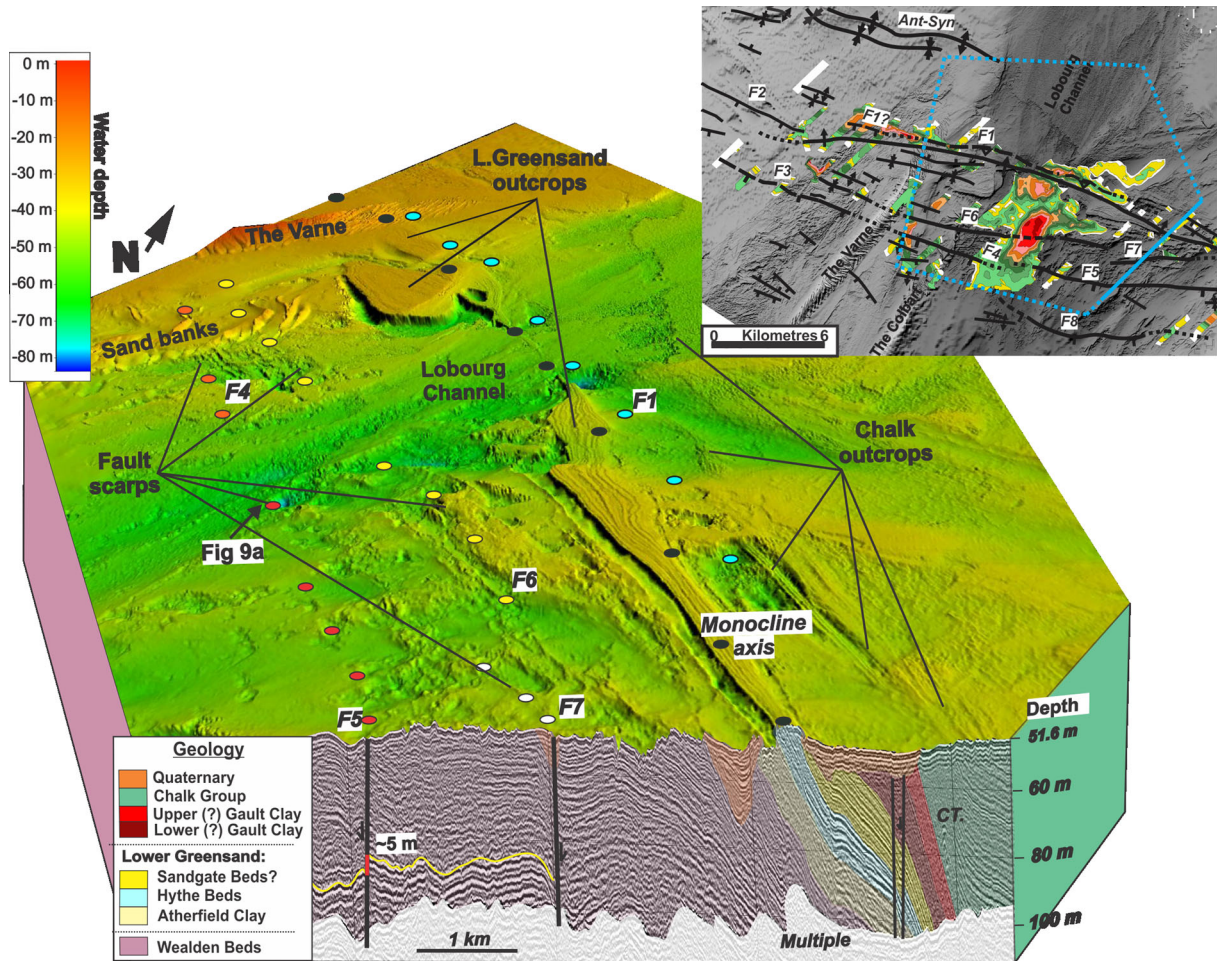 0 m
-10 m
-20 m
-30 m
-40 m
-50 m
-60 m
-70 m
-80 m
Water depth
N
The Varne
Sand banks
L.Greensand
outcrops
Lobourg
Channel
F4
F1
Fault
scarps
Chalk
outcrops
Fig 9a
F6
Monocline
axis
F5
F7
Ant-Syn
Lobourg
Channel
F2
F1?
F1
F3
F6
F4
F7
F5
F8
The Varne
The Colbart
0 Kilometres 6
Depth
51.6 m
60 m
80 m
100 m
CT.
~5 m
1 km
Multiple
Geology
Quaternary
Chalk Group
Upper (?) Gault Clay
Lower (?) Gault Clay
Lower Greensand:
Sandgate Beds?
Hythe Beds
Atherfield Clay
Wealden Beds